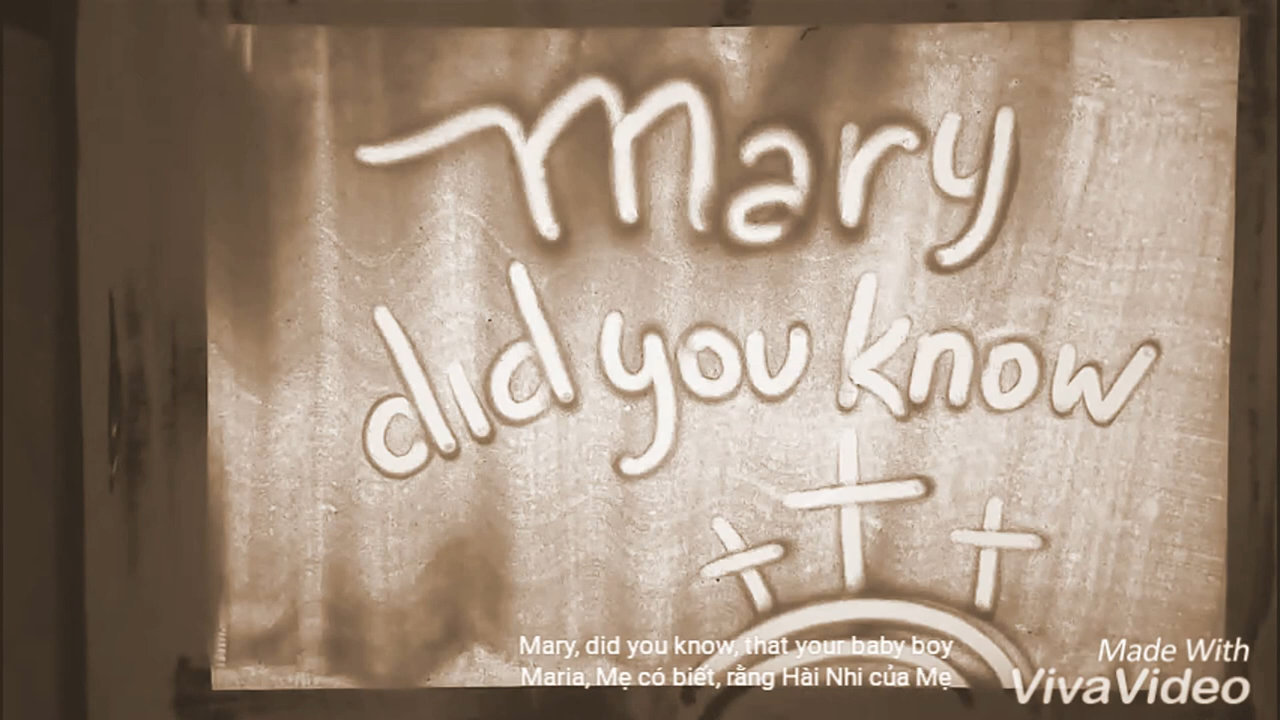 Mary
did you know
Mary, did you know, that your baby boy
Maria, Mẹ có biết, rằng Hài Nhi của Mẹ
Made With
VivaVideo